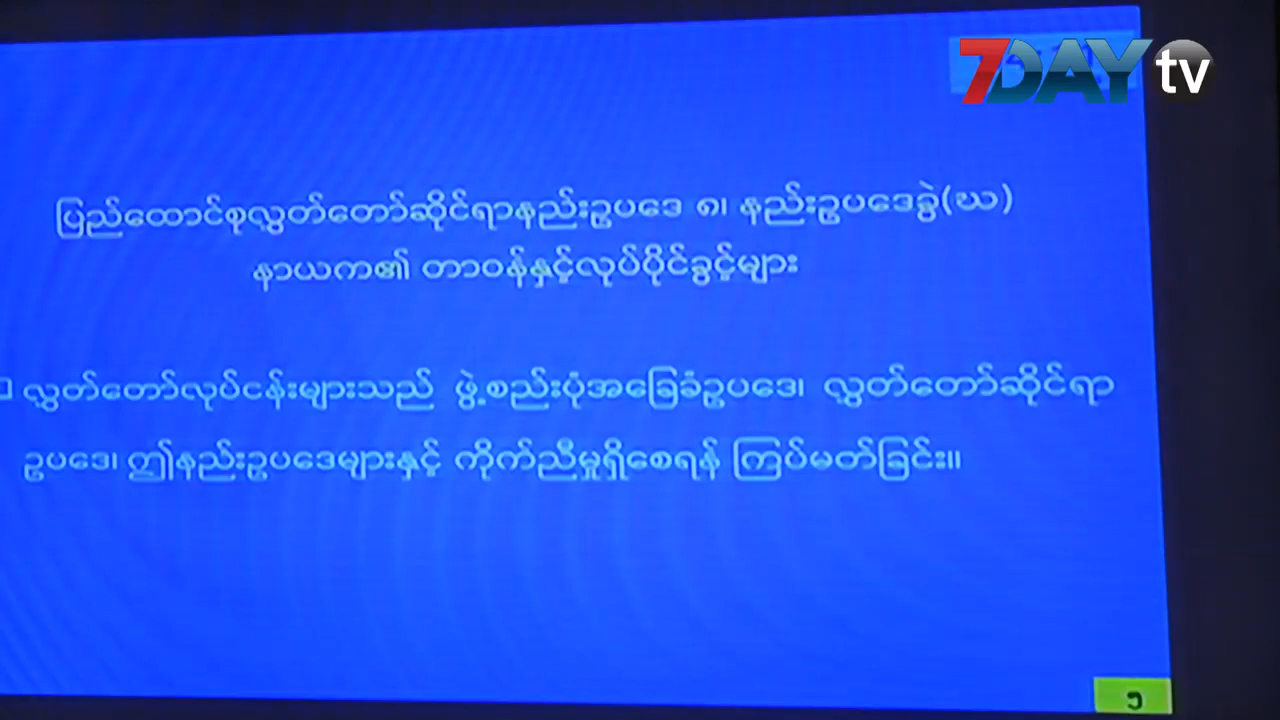 7DAY tv
ပြည်ထောင်စုလွှတ်တော်ဆိုင်ရာနည်းဥပဒေ ၈၊ နည်းဥပဒေခွဲ(ဃ)
နာယက၏ တာဝန်နှင့်လုပ်ပိုင်ခွင့်များ
လွှတ်တော်လုပ်ငန်းများသည် ဖွဲ့စည်းပုံအခြေခံဥပဒေ၊ လွှတ်တော်ဆိုင်ရာ
ဥပဒေ၊ ဤနည်းဥပဒေများနှင့် ကိုက်ညီမှုရှိစေရန် ကြပ်မတ်ခြင်း။
၅